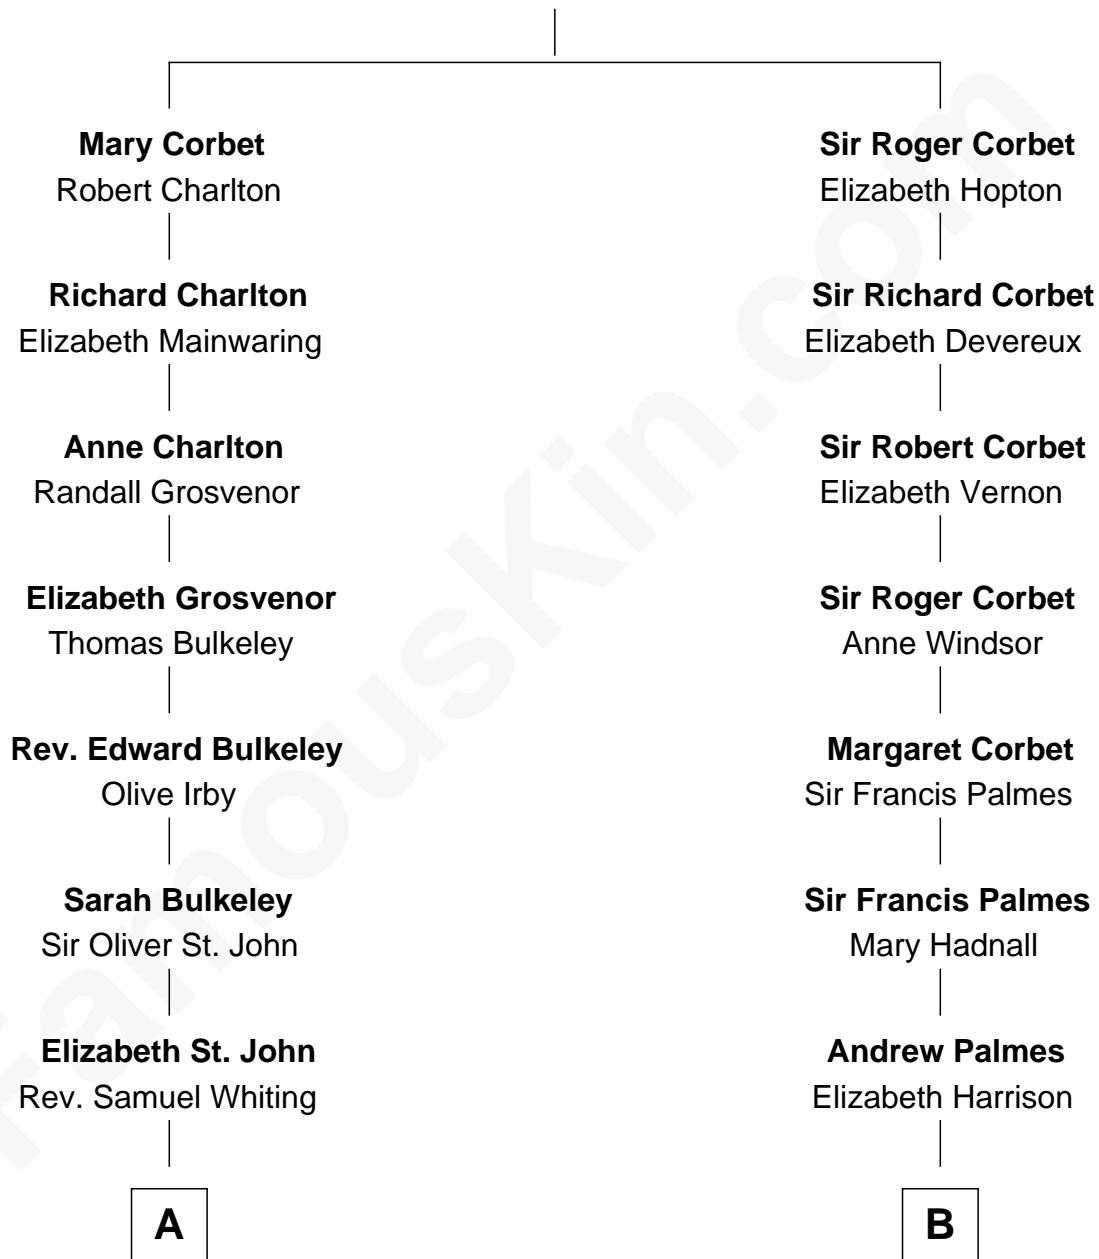 Mary Corbet
Robert Charlton
Richard Charlton
Elizabeth Mainwaring
Anne Charlton
Randall Grosvenor
Elizabeth Grosvenor
Thomas Bulkeley
Rev. Edward Bulkeley
Olive Irby
Sarah Bulkeley
Sir Oliver St. John
Elizabeth St. John
Rev. Samuel Whiting
A
Sir Roger Corbet
Elizabeth Hopton
Sir Richard Corbet
Elizabeth Devereux
Sir Robert Corbet
Elizabeth Vernon
Sir Roger Corbet
Anne Windsor
Margaret Corbet
Sir Francis Palmes
Sir Francis Palmes
Mary Hadnall
Andrew Palmes
Elizabeth Harrison
B
FamousKin.com